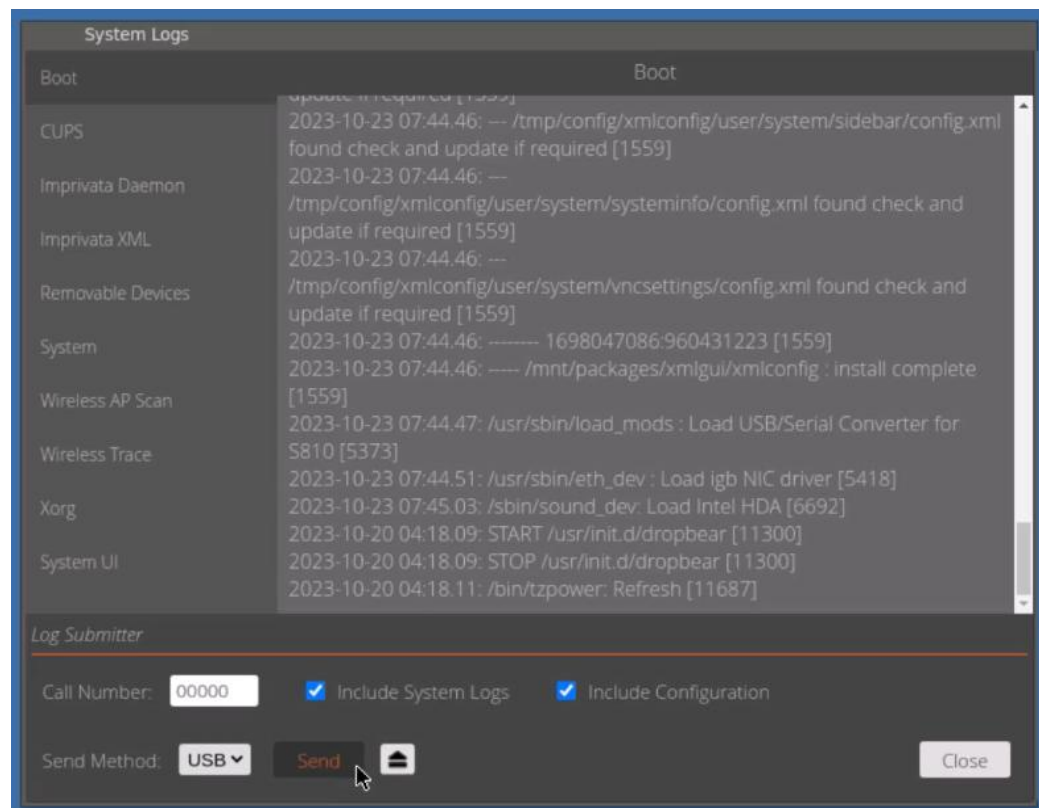 System Logs
Boot
CUPS
Imprivata Daemon
Imprivata XML
Removable Devices
System
Wireless AP Scan
Wireless Trace
Xorg
System UI
Boot
update if required [1559]
2023-10-23 07:44.46: --- /tmp/config/xmlconfig/user/system/sidebar/config.xml
found check and update if required [1559]
2023-10-23 07:44.46: ---
/tmp/config/xmlconfig/user/system/systeminfo/config.xml found check and
update if required [1559]
2023-10-23 07:44.46: ---
/tmp/config/xmlconfig/user/system/vncsettings/config.xml found check and
update if required [1559]
2023-10-23 07:44.46: -------- 1698047086:960431223 [1559]
2023-10-23 07:44.46: ----- /mnt/packages/xmlgui/xmlconfig : install complete
[1559]
2023-10-23 07:44.47: /usr/sbin/load_mods : Load USB/Serial Converter for
S810 [5373]
2023-10-23 07:44.51: /usr/sbin/eth_dev : Load igb NIC driver [5418]
2023-10-23 07:45.03: /sbin/sound_dev: Load Intel HDA [6692]
2023-10-20 04:18.09: START /usr/init.d/dropbear [11300]
2023-10-20 04:18.09: STOP /usr/init.d/dropbear [11300]
2023-10-20 04:18.11: /bin/tzpower: Refresh [11687]
Log Submitter
Call Number: 00000 Include System Logs Include Configuration
Send Method: USB Send Close